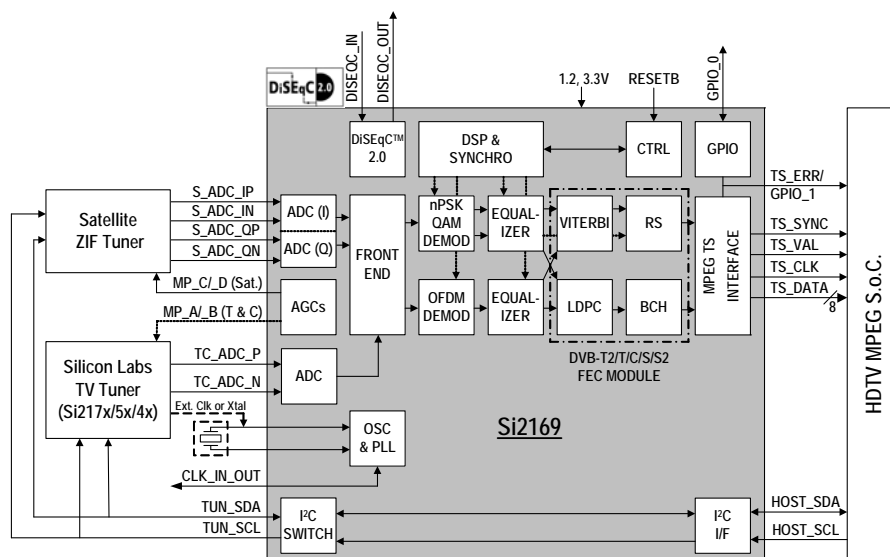 DISEQC_IN
DISEQC_OUT
DiSEqC 2.0
1.2, 3.3V
RESETB
GPIO_0
DiSEqC™
2.0
DSP &
SYNCHRO
CTRL
GPIO
TS_ERR/
GPIO_1
Satellite
ZIF Tuner
S_ADC_IP
S_ADC_IN
S_ADC_QP
S_ADC_QN
ADC (I)
ADC (Q)
FRONT
END
nPSK
QAM
DEMOD
EQUAL-
IZER
VITERBI
RS
MPEG TS
INTERFACE
TS_SYNC
TS_VAL
TS_CLK
TS_DATA
8
MP_C/_D (Sat.)
MP_A/_B (T & C)
AGCs
OFDM
DEMOD
EQUAL-
IZER
LDPC
BCH
DVB-T2/T/C/S/S2
FEC MODULE
HDTV MPEG S.o.C.
Silicon Labs
TV Tuner
(Si217x/5x/4x)
TC_ADC_P
TC_ADC_N
ADC
Ext. Clk or Xtal
OSC
& PLL
Si2169
CLK_IN_OUT
TUN_SDA
TUN_SCL
I²C
SWITCH
I²C
I/F
HOST_SDA
HOST_SCL